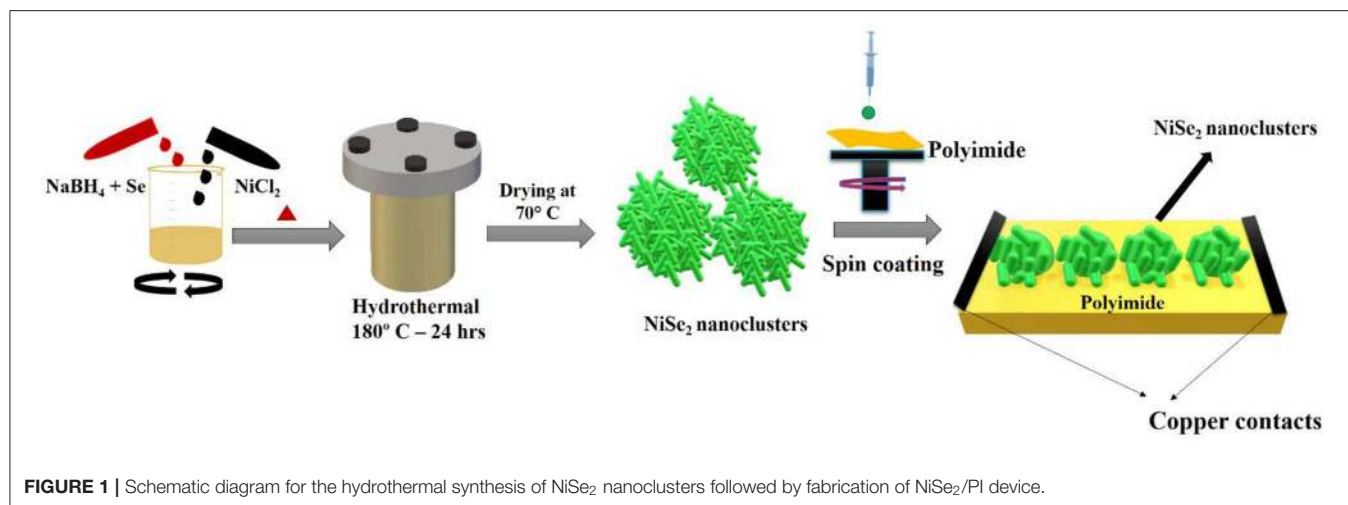 NaBH₄ + Se
NiCl₂
Hydrothermal
180° C – 24 hrs
Drying at
70° C
NiSe₂ nanoclusters
Polyimide
Spin coating
NiSe₂ nanoclusters
Polyimide
Copper contacts
FIGURE 1 | Schematic diagram for the hydrothermal synthesis of NiSe₂ nanoclusters followed by fabrication of NiSe₂/PI device.